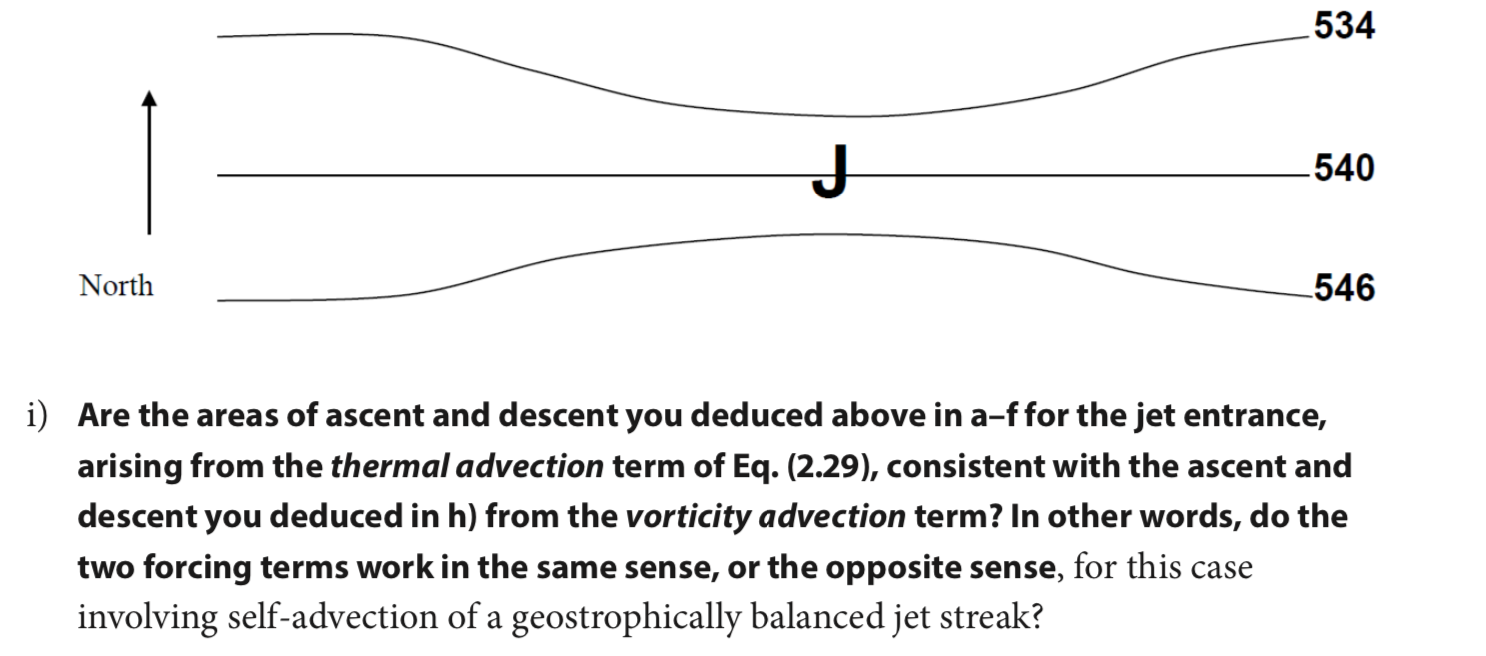 534
J
540
North
546
i) Are the areas of ascent and descent you deduced above in a–f for the jet entrance,
arising from the thermal advection term of Eq. (2.29), consistent with the ascent and
descent you deduced in h) from the vorticity advection term? In other words, do the
two forcing terms work in the same sense, or the opposite sense, for this case
involving self-advection of a geostrophically balanced jet streak?